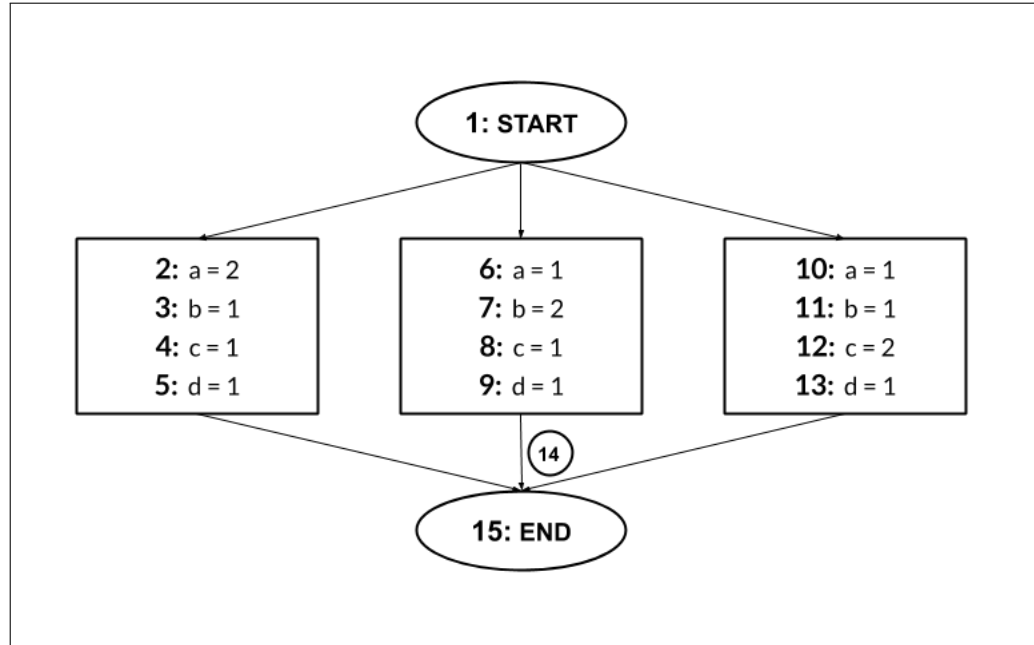 1: START
2: a = 2
3: b = 1
4: c = 1
5: d = 1
6: a = 1
7: b = 2
8: c = 1
9: d = 1
10: a = 1
11: b = 1
12: c = 2
13: d = 1
14
15: END